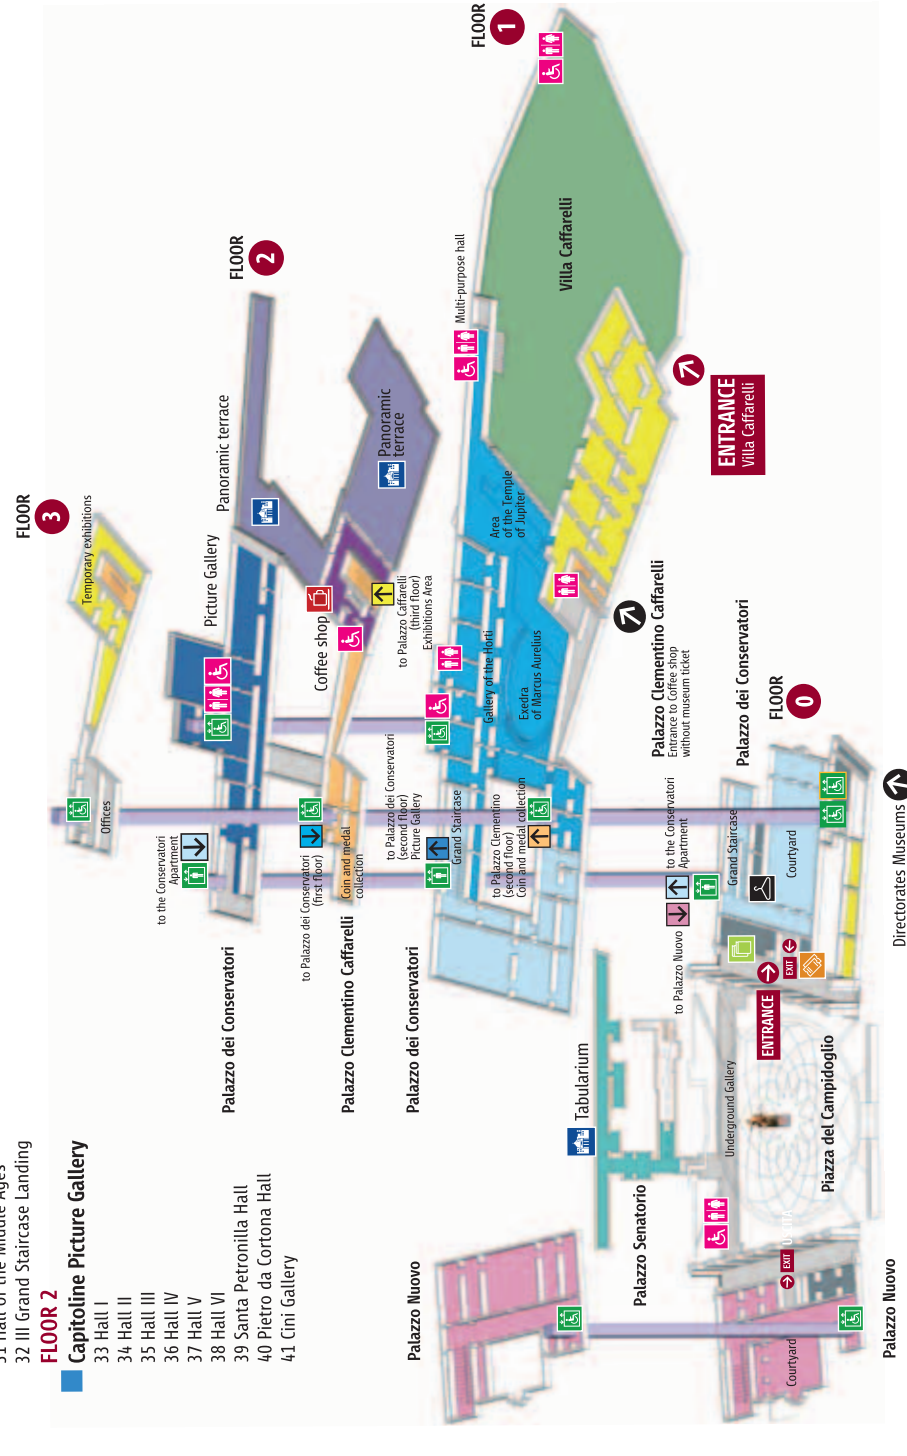 32 III Grand Staircase Landing
FLOOR 2
Capitoline Picture Gallery
33 Hall I
34 Hall II
35 Hall III
36 Hall IV
37 Hall V
38 Hall VI
39 Santa Petronilla Hall
40 Pietro da Cortona Hall
41 Cini Gallery
FLOOR
3
Temporary exhibitions
Offices
FLOOR
2
Panoramic terrace
Picture Gallery
to the Conservatori
Apartment
Palazzo dei Conservatori
Panoramic
terrace
Coffee shop
to Palazzo Caffarelli
(third floor)
Exhibitions Area
Coin and medal
collection
to Palazzo dei Conservatori
(first floor)
Palazzo Clementino Caffarelli
FLOOR
1
Multi-purpose hall
Villa Caffarelli
Area
of the Temple
of Jupiter
Gallery of the Horti
Exedra
of Marcus Aurelius
to Palazzo dei Conservatori
(second floor)
Picture Gallery
Grand Staircase
to Palazzo Clementino
(second floor)
Coin and medal collection
Palazzo dei Conservatori
ENTRANCE
Villa Caffarelli
Palazzo Clementino Caffarelli
Entrance to Coffee shop
without museum ticket
Palazzo dei Conservatori
FLOOR
0
to the Conservatori
Apartment
to Palazzo Nuovo
Grand Staircase
Courtyard
Directorates Museums
EXIT
ENTRANCE
Tabularium
Underground Gallery
Piazza del Campidoglio
Palazzo Senatorio
Palazzo Nuovo
EXIT
Courtyard
Palazzo Nuovo